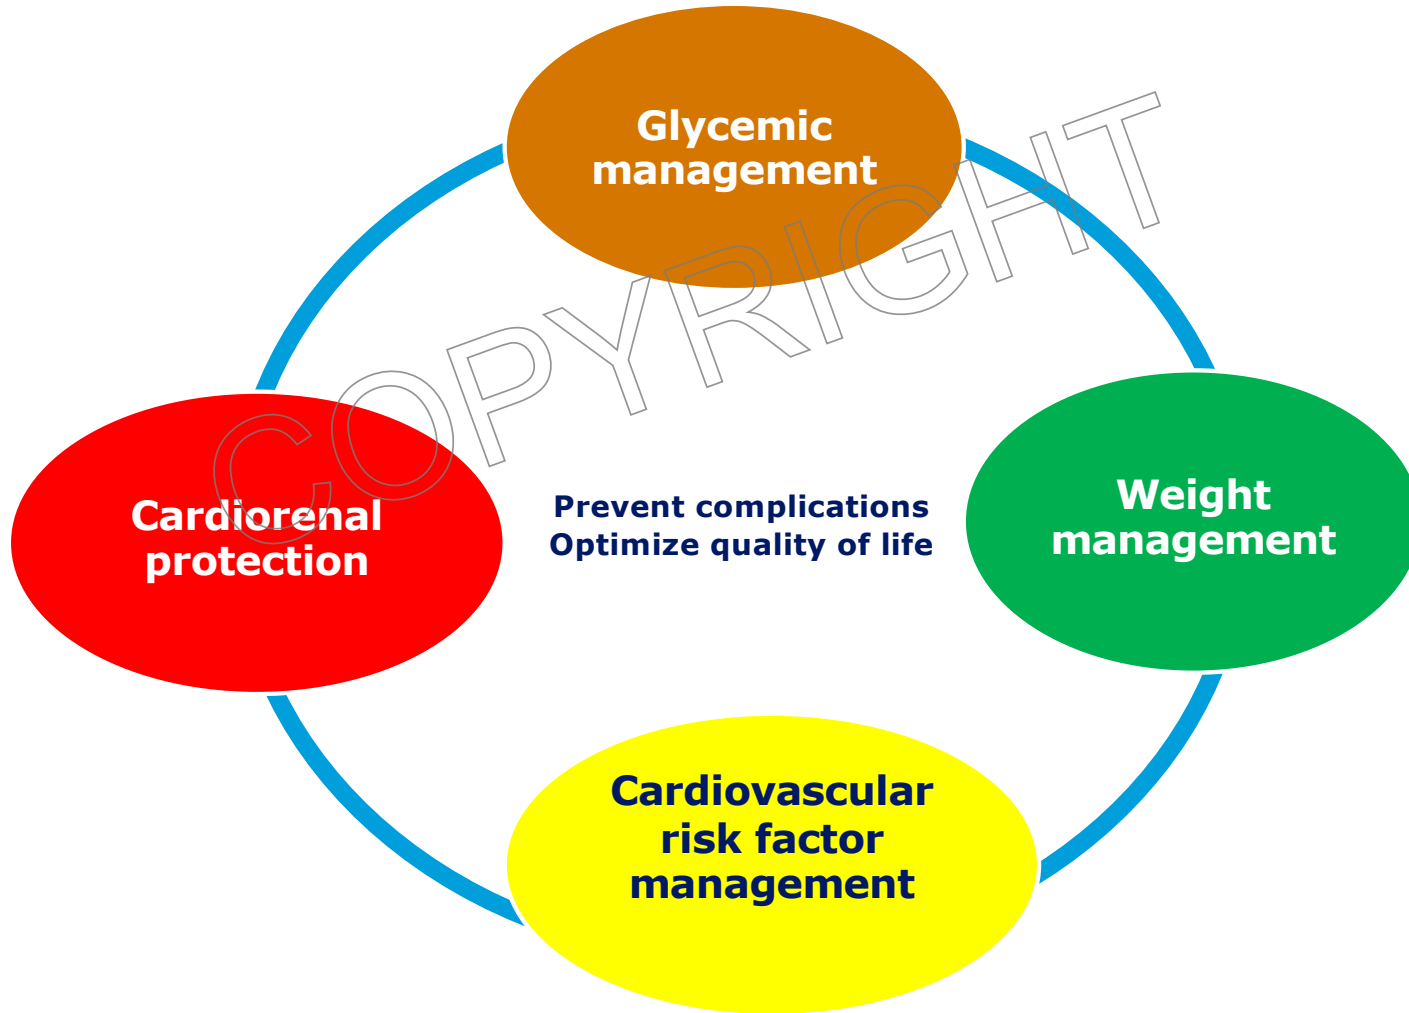 Glycemic
management
COPYRIGHT
Cardiorenal
protection
Prevent complications
Optimize quality of life
Weight
management
Cardiovascular
risk factor
management